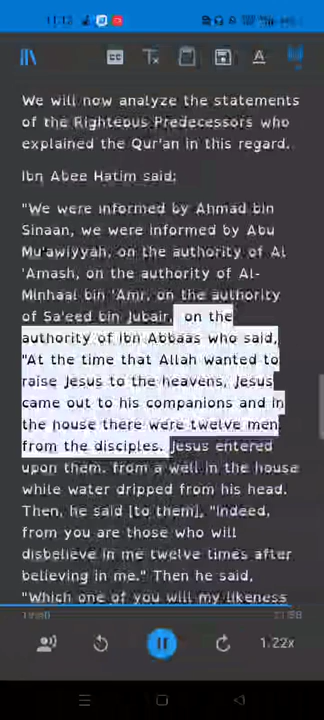 We will now analyze the statements
of the Righteous Predecessors who
explained the Qur'an in this regard.
Ibn Abee Hatim said:
"We were informed by Ahmad bin
Sinaan, we were informed by Abu
Mu'awiyyah, on the authority of Al
'Amash, on the authority of Al-
Minhaal bin 'Amr, on the authority
of Sa'eed bin Jubair, on the
authority of Ibn Abbaas who said,
"At the time that Allah wanted to
raise Jesus to the heavens, Jesus
came out to his companions and in
the house there were twelve men
from the disciples. Jesus entered
upon them, from a well in the house
while water dripped from his head.
Then, he said [to them], "Indeed,
from you are those who will
disbelieve in me twelve times after
believing in me." Then he said,
"Which one of you will my likeness
1.22x